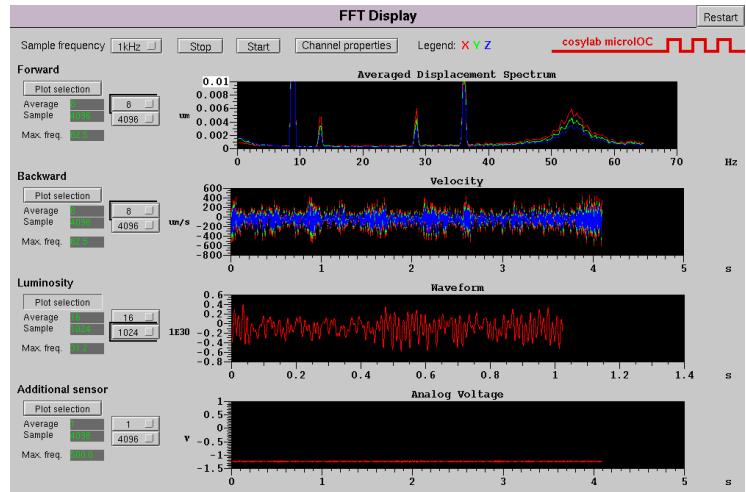 FFT Display
Restart
Sample frequency 1kHz Stop Start Channel properties Legend: X Y Z cosylab microIOC
Forward
Plot selection
Average 8
Sample 4096 4096
Max. freq.
Averaged Displacement Spectrum
0.01
0.008
0.006
um
0.004
0.002
0
0 10 20 30 40 50 60 70 Hz
Backward
Plot selection
Average 8
Sample 4096
Max. freq.
Velocity
600
400
200
um/s 0
-200
-400
-600
-800
0 1 2 3 4 5 s
Luminosity
Plot selection
Average 16
Sample 1024 1024
Max. freq.
Waveform
0.6
0.4
0.2
0
1E30 -0.2
-0.4
-0.6
-0.8
0 0.2 0.4 0.6 0.8 1 1.2 1.4 s
Additional sensor
Plot selection
Average 1
Sample 4096 4096
Max. freq.
Analog Voltage
1
0.5
0
V -0.5
-1
-1.5
0 1 2 3 4 5 s